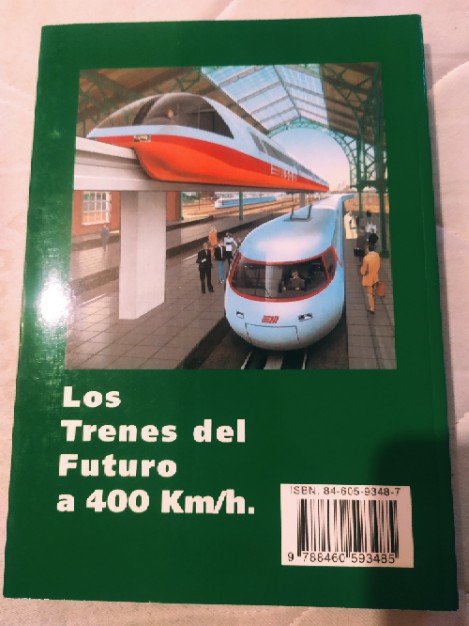 Los
Trenes del
Futuro
a 400 Km/h.
ISBN. 84-605-9348-7
9 788460 593485